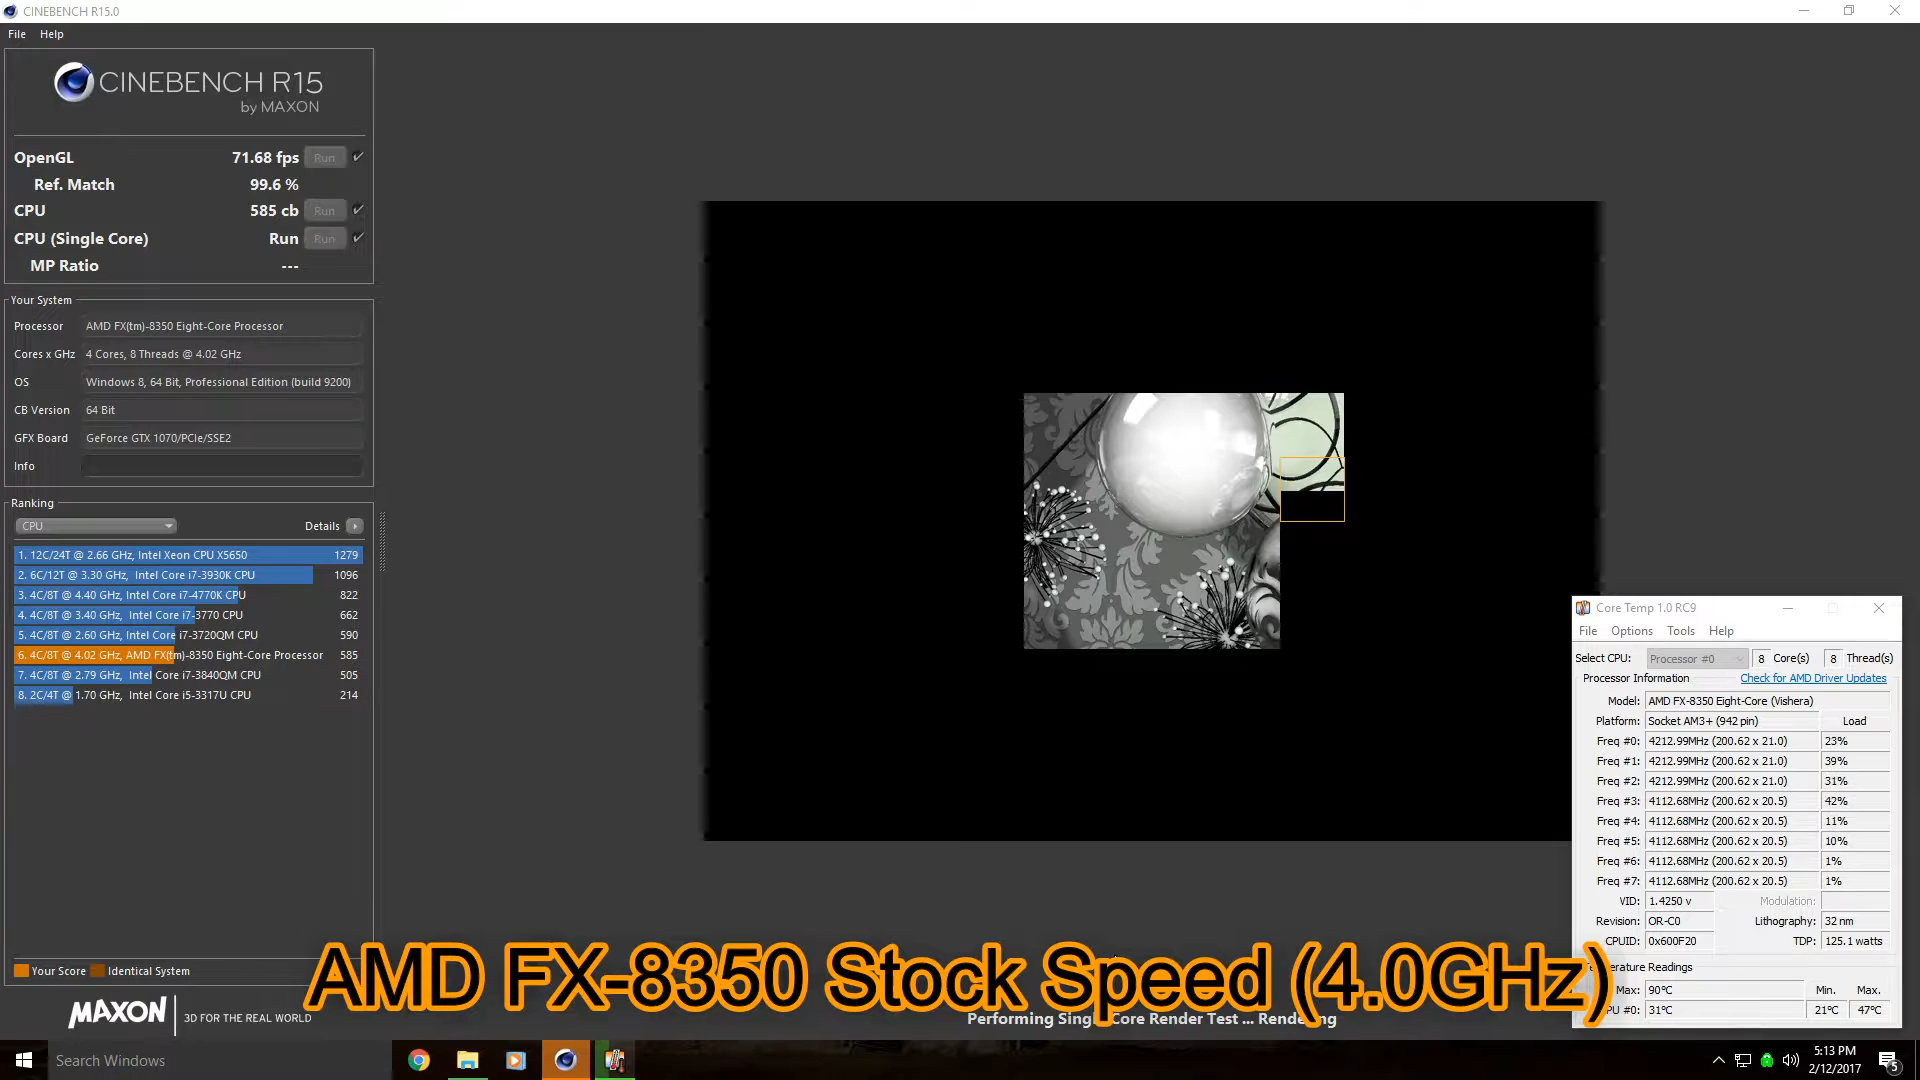 CINEBENCH R15.0
File Help
CINEBENCH R15
by MAXON
OpenGL 71.68 fps Run
Ref. Match 99.6 %
CPU 585 cb Run
CPU (Single Core) Run Run
MP Ratio ---
Your System
Processor AMD FX(tm)-8350 Eight-Core Processor
Cores x GHz 4 Cores, 8 Threads @ 4.02 GHz
OS Windows 8, 64 Bit, Professional Edition (build 9200)
CB Version 64 Bit
GFX Board GeForce GTX 1070/PCIe/SSE2
Info
Ranking
CPU Details
1. 12C/24T @ 2.66 GHz, Intel Xeon CPU X5650 1279
2. 6C/12T @ 3.30 GHz, Intel Core i7-3930K CPU 1096
3. 4C/8T @ 4.40 GHz, Intel Core i7-4770K CPU 822
4. 4C/8T @ 3.40 GHz, Intel Core i7-3770 CPU 662
5. 4C/8T @ 2.60 GHz, Intel Core i7-3720QM CPU 590
6. 4C/8T @ 4.02 GHz, AMD FX(tm)-8350 Eight-Core Processor 585
7. 4C/8T @ 2.79 GHz, Intel Core i7-3840QM CPU 505
8. 2C/4T @ 1.70 GHz, Intel Core i5-3317U CPU 214
Your Score Identical System
MAXON 3D FOR THE REAL WORLD
Core Temp 1.0 RC9
File Options Tools Help
Select CPU: Processor #0 8 Core(s) 8 Thread(s)
Processor Information Check for AMD Driver Updates
Model: AMD FX-8350 Eight-Core (Vishera)
Platform: Socket AM3+ (942 pin) Load
Freq #0: 4212.99MHz (200.62 x 21.0) 23%
Freq #1: 4212.99MHz (200.62 x 21.0) 39%
Freq #2: 4212.99MHz (200.62 x 21.0) 31%
Freq #3: 4112.68MHz (200.62 x 20.5) 42%
Freq #4: 4112.68MHz (200.62 x 20.5) 11%
Freq #5: 4112.68MHz (200.62 x 20.5) 10%
Freq #6: 4112.68MHz (200.62 x 20.5) 1%
Freq #7: 4112.68MHz (200.62 x 20.5) 1%
VID: 1.4250 v Modulation:
Revision: OR-C0 Lithography: 32 nm
CPUID: 0x600F20 TDP: 125.1 watts
Readings
Max: 90°C Min. Max.
#0: 31°C 21°C 47°C
AMD FX-8350 Stock Speed (4.0GHz)
Performing Single Core Render Test ... Rendering
Search Windows
5:13 PM
2/12/2017
5